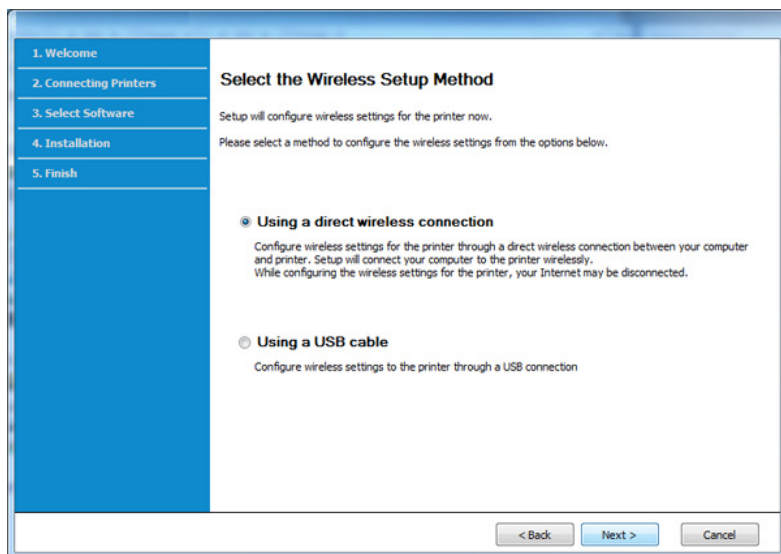 1. Welcome
2. Connecting Printers
3. Select Software
4. Installation
5. Finish
Select the Wireless Setup Method
Setup will configure wireless settings for the printer now.
Please select a method to configure the wireless settings from the options below.
Using a direct wireless connection
Configure wireless settings for the printer through a direct wireless connection between your computer
and printer. Setup will connect your computer to the printer wirelessly.
While configuring the wireless settings for the printer, your Internet may be disconnected.
Using a USB cable
Configure wireless settings to the printer through a USB connection
< Back
Next >
Cancel